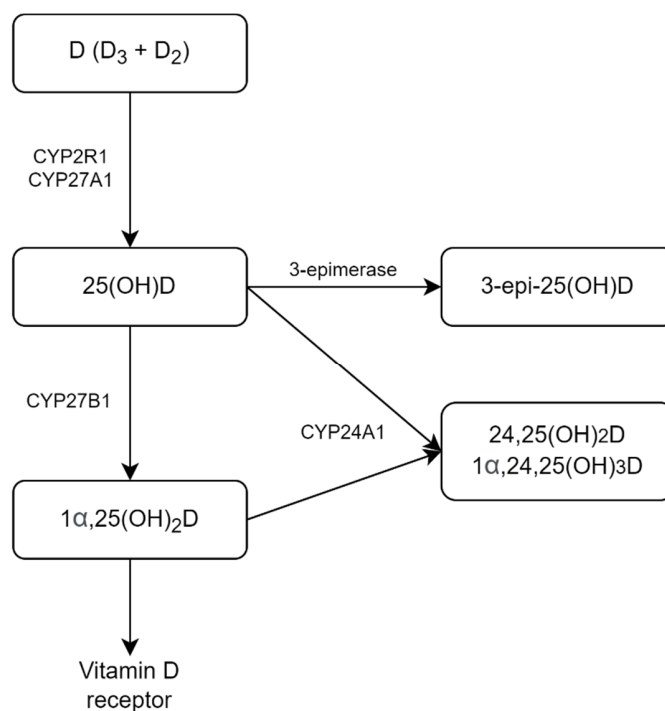 D (D₃ + D₂)
CYP2R1
CYP27A1
25(OH)D
3-epimerase
3-epi-25(OH)D
CYP27B1
CYP24A1
24,25(OH)2D
1α,24,25(OH)3D
1α,25(OH)₂D
Vitamin D
receptor